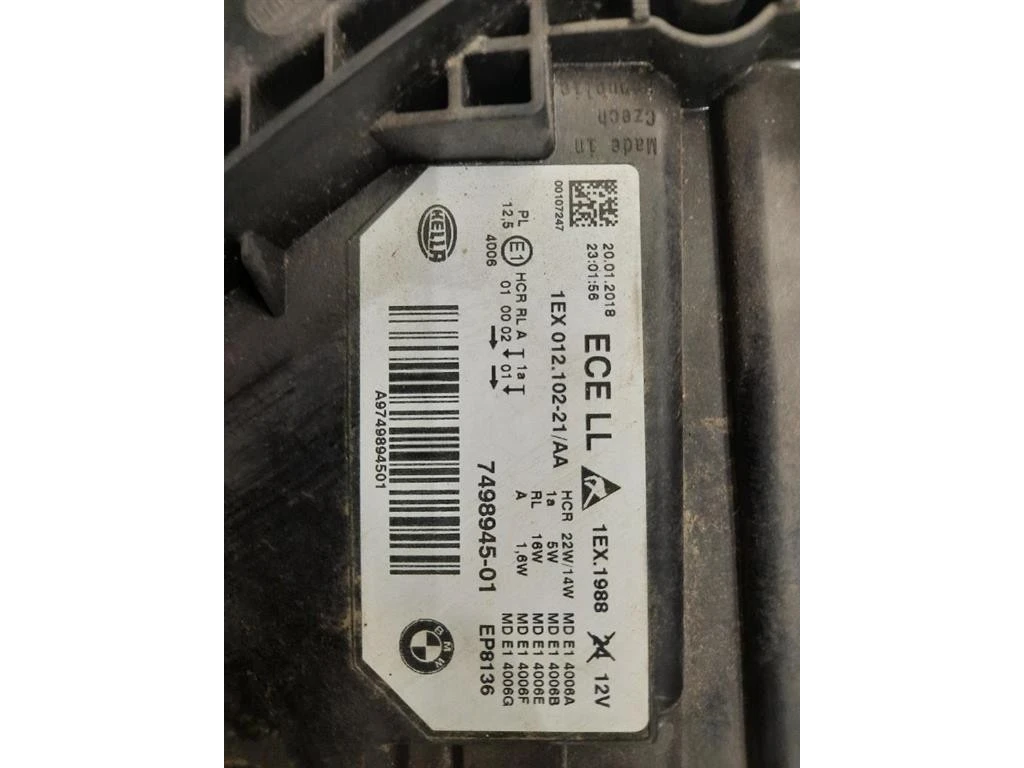 Made in
Czech
Republic
00107247
20.01.2018
23:01:56
ECE LL
1EX.1988
12V
1EX 012.102-21/AA
HCR 22W/14W MD E1 4006A
1a 5W MD E1 4006B
RL 16W MD E1 4006E
A 1,6W MD E1 4006F
MD E1 4006G
PL
12,5
E1
4006
HCR RL A 1a
01 00 02 01
7498945-01
EP8136
HELLA
A9749894501
BMW